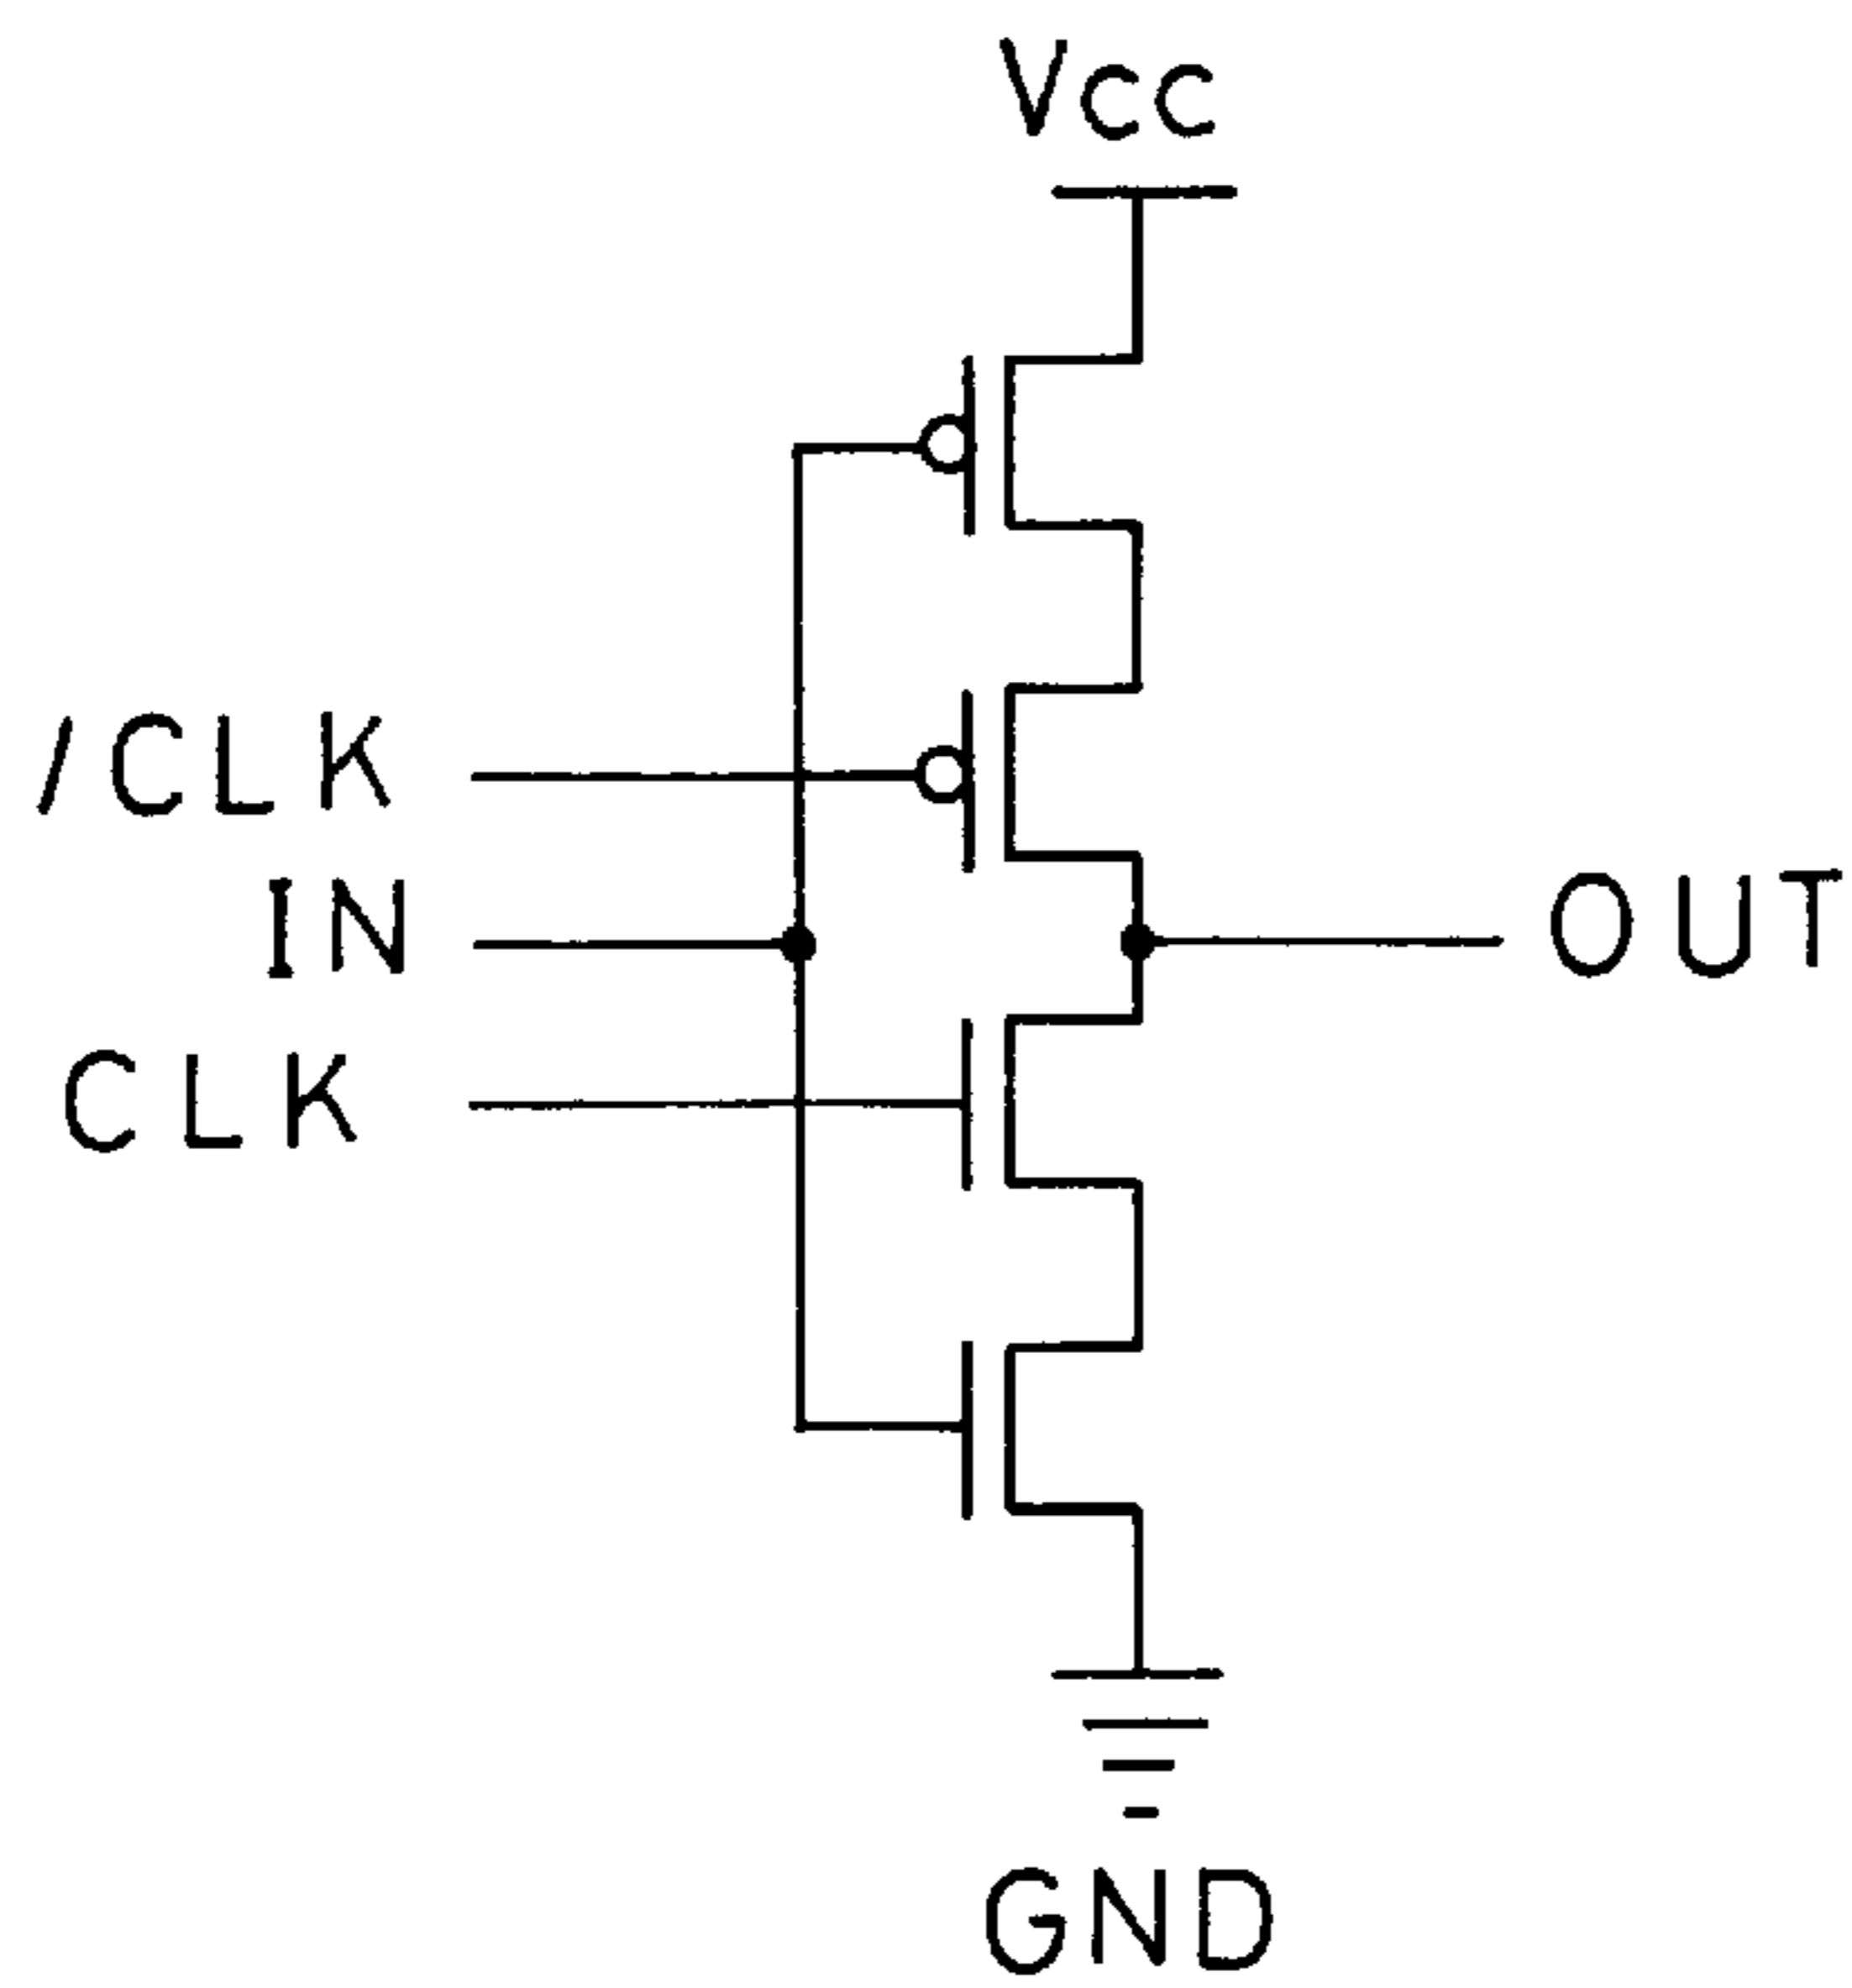 Vcc
/CLK
IN
OUT
CLK
GND